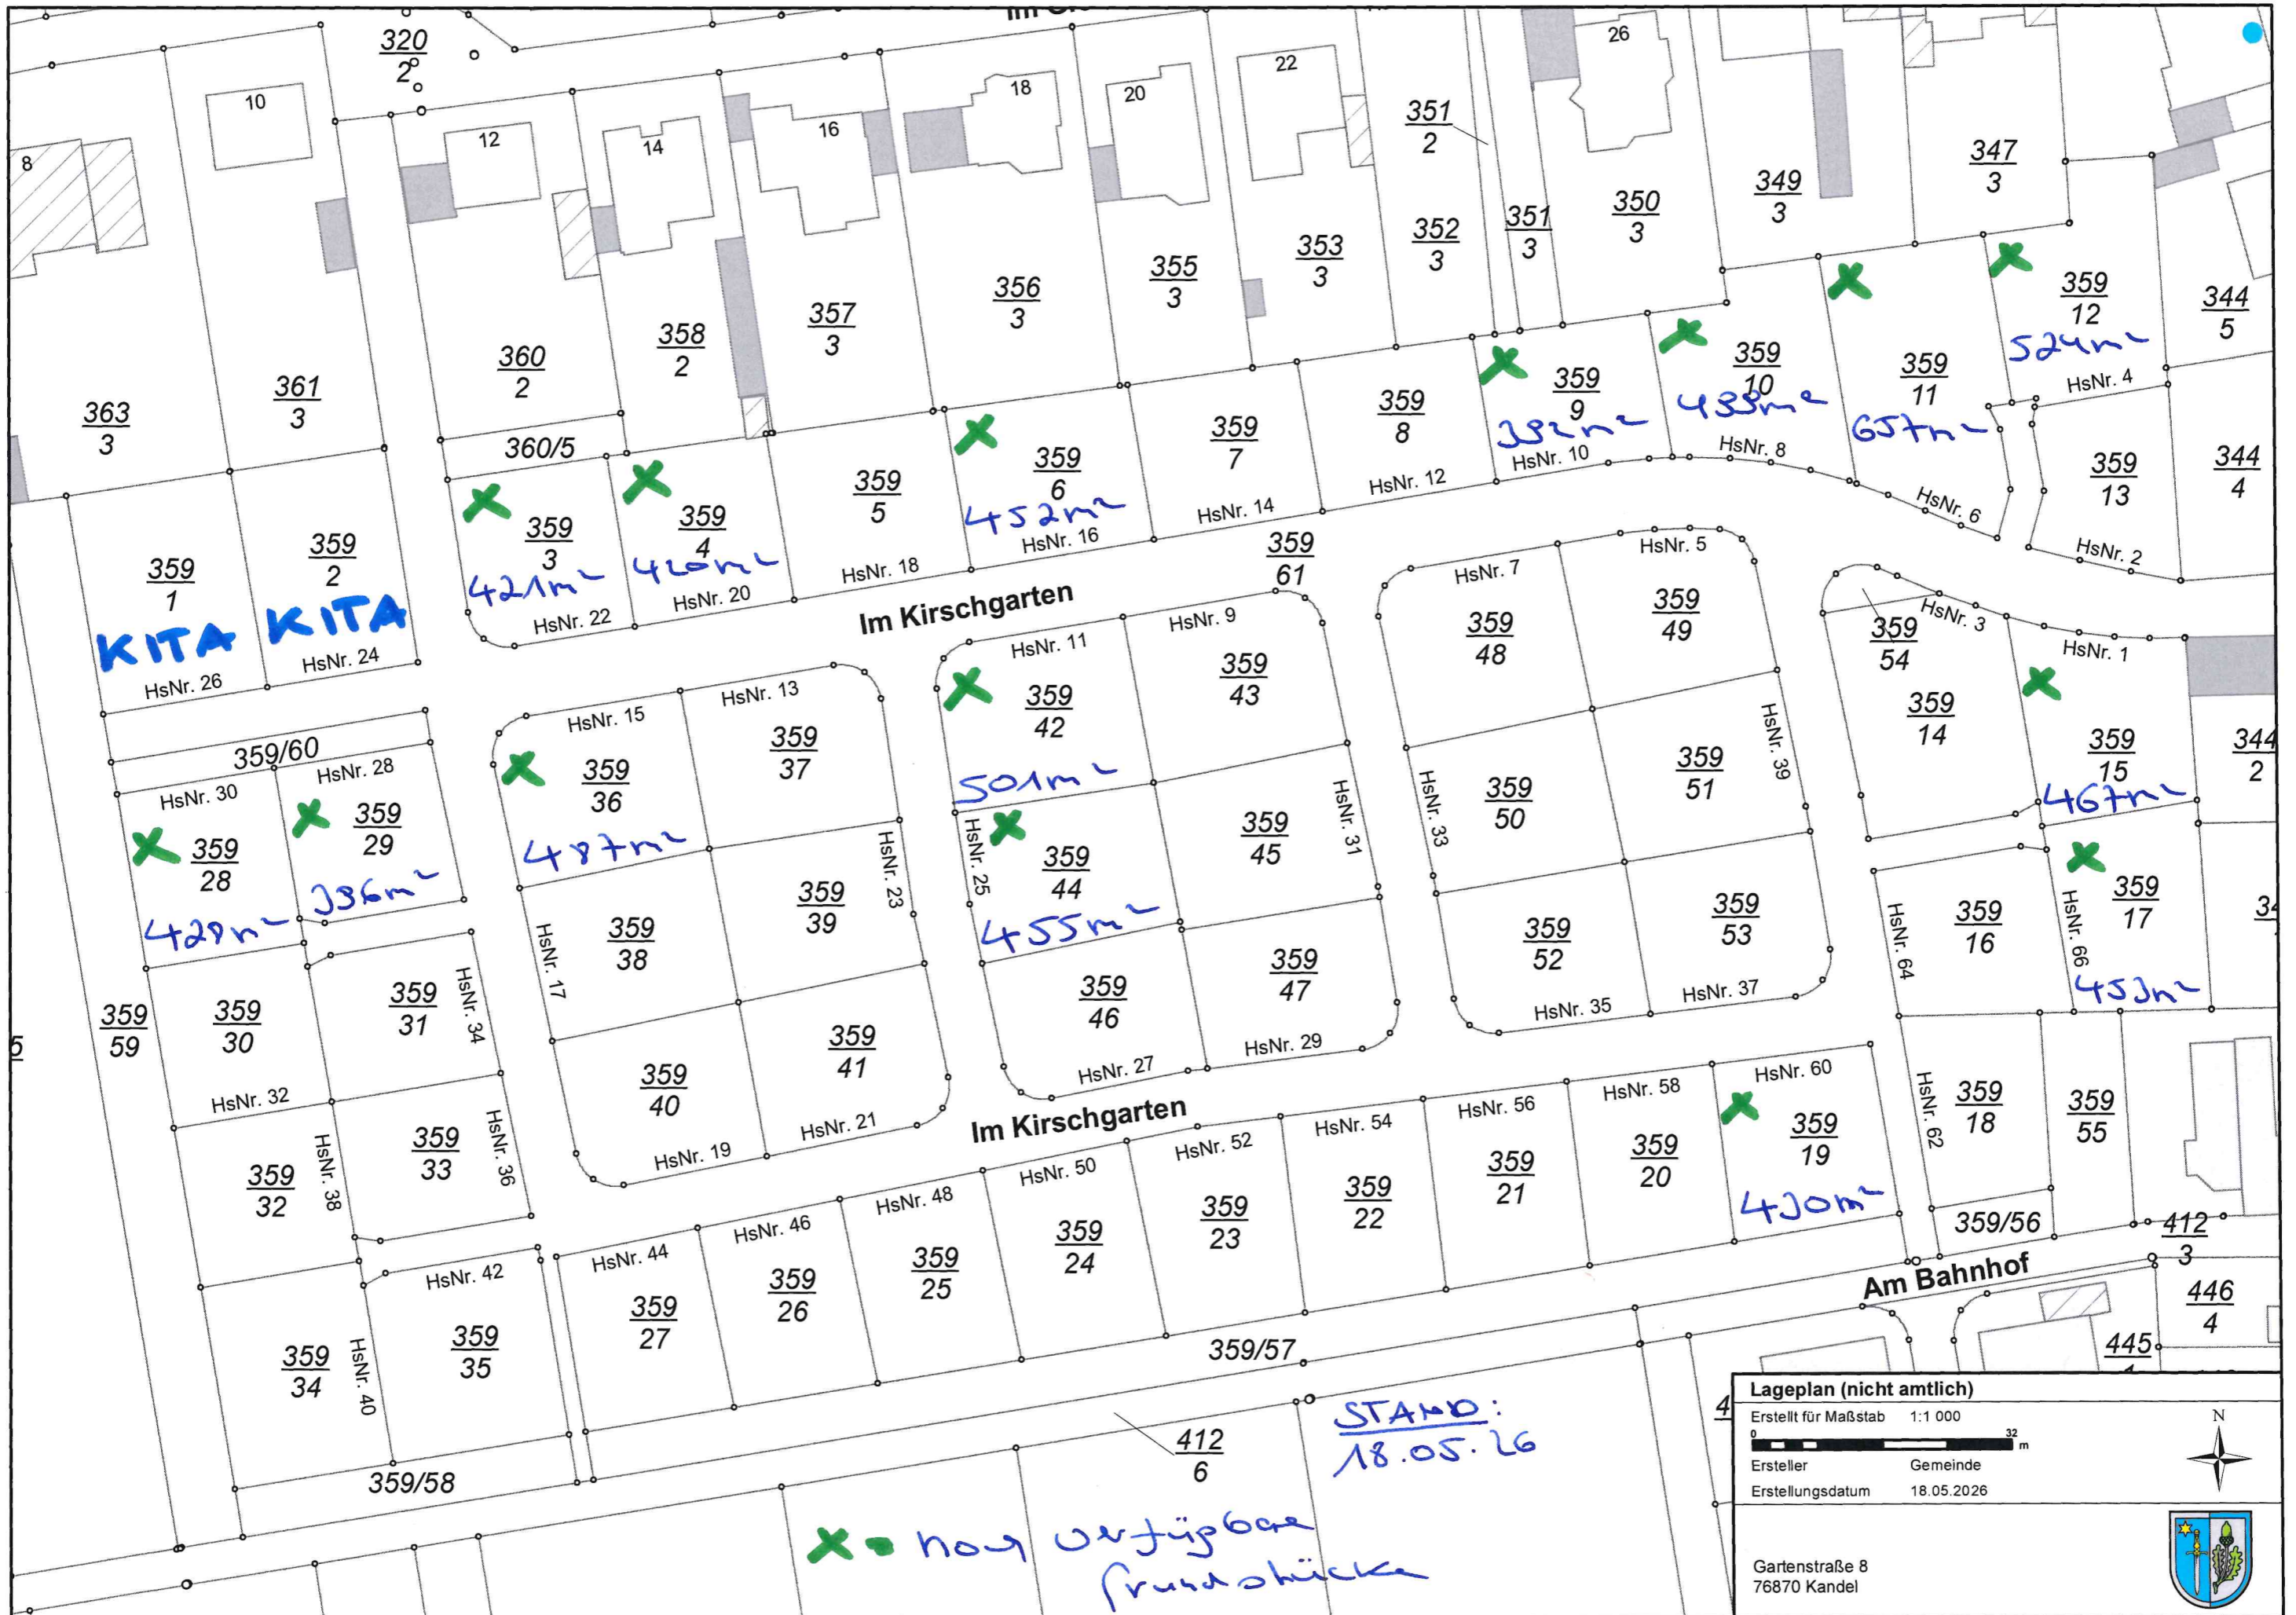 Im
320
2
8
10
12
14
16
18
20
22
26
351
2
347
3
349
3
350
3
351
3
352
3
353
3
355
3
356
3
357
3
358
2
360
2
361
3
363
3
344
5
344
4
360/5
359
12
524m²
HsNr. 4
359
11
657m²
HsNr. 6
359
10
HsNr. 8
359
9
392m²
HsNr. 10
359
8
HsNr. 12
359
7
HsNr. 14
359
6
452m²
HsNr. 16
359
5
HsNr. 18
359
4
420m²
HsNr. 20
359
3
421m²
HsNr. 22
359
2
KITA
HsNr. 24
359
1
KITA
HsNr. 26
359
13
HsNr. 2
359
61
Im Kirschgarten
HsNr. 7
359
48
HsNr. 5
359
49
HsNr. 3
359
54
359
14
HsNr. 1
359
15
467m²
344
2
HsNr. 11
359
42
501m²
HsNr. 9
359
43
HsNr. 15
359
36
487m²
HsNr. 13
359
37
359/60
HsNr. 30
359
28
428m²
HsNr. 28
359
29
396m²
HsNr. 25
359
44
455m²
359
45
HsNr. 31
HsNr. 33
359
50
359
51
HsNr. 39
359
38
HsNr. 17
359
39
HsNr. 23
359
52
HsNr. 35
359
53
HsNr. 37
HsNr. 64
359
16
HsNr. 66
359
17
453m²
359
59
359
30
HsNr. 32
359
31
HsNr. 34
359
46
HsNr. 27
359
47
HsNr. 29
359
40
HsNr. 19
359
41
HsNr. 21
Im Kirschgarten
359
32
HsNr. 38
359
33
HsNr. 36
HsNr. 44
359
27
HsNr. 46
359
26
HsNr. 48
359
25
HsNr. 50
359
24
HsNr. 52
359
23
HsNr. 54
359
22
HsNr. 56
359
21
HsNr. 58
359
20
HsNr. 60
359
19
430m²
HsNr. 62
359
18
359
55
359/56
412
3
359
34
HsNr. 40
HsNr. 42
359
35
359/58
359/57
Am Bahnhof
446
4
445
412
6
STAND:
18.05.26
X = noch verfügbare
Grundstücke
Lageplan (nicht amtlich)
Erstellt für Maßstab 1:1 000
0 32 m
N
Ersteller Gemeinde
Erstellungsdatum 18.05.2026
Gartenstraße 8
76870 Kandel